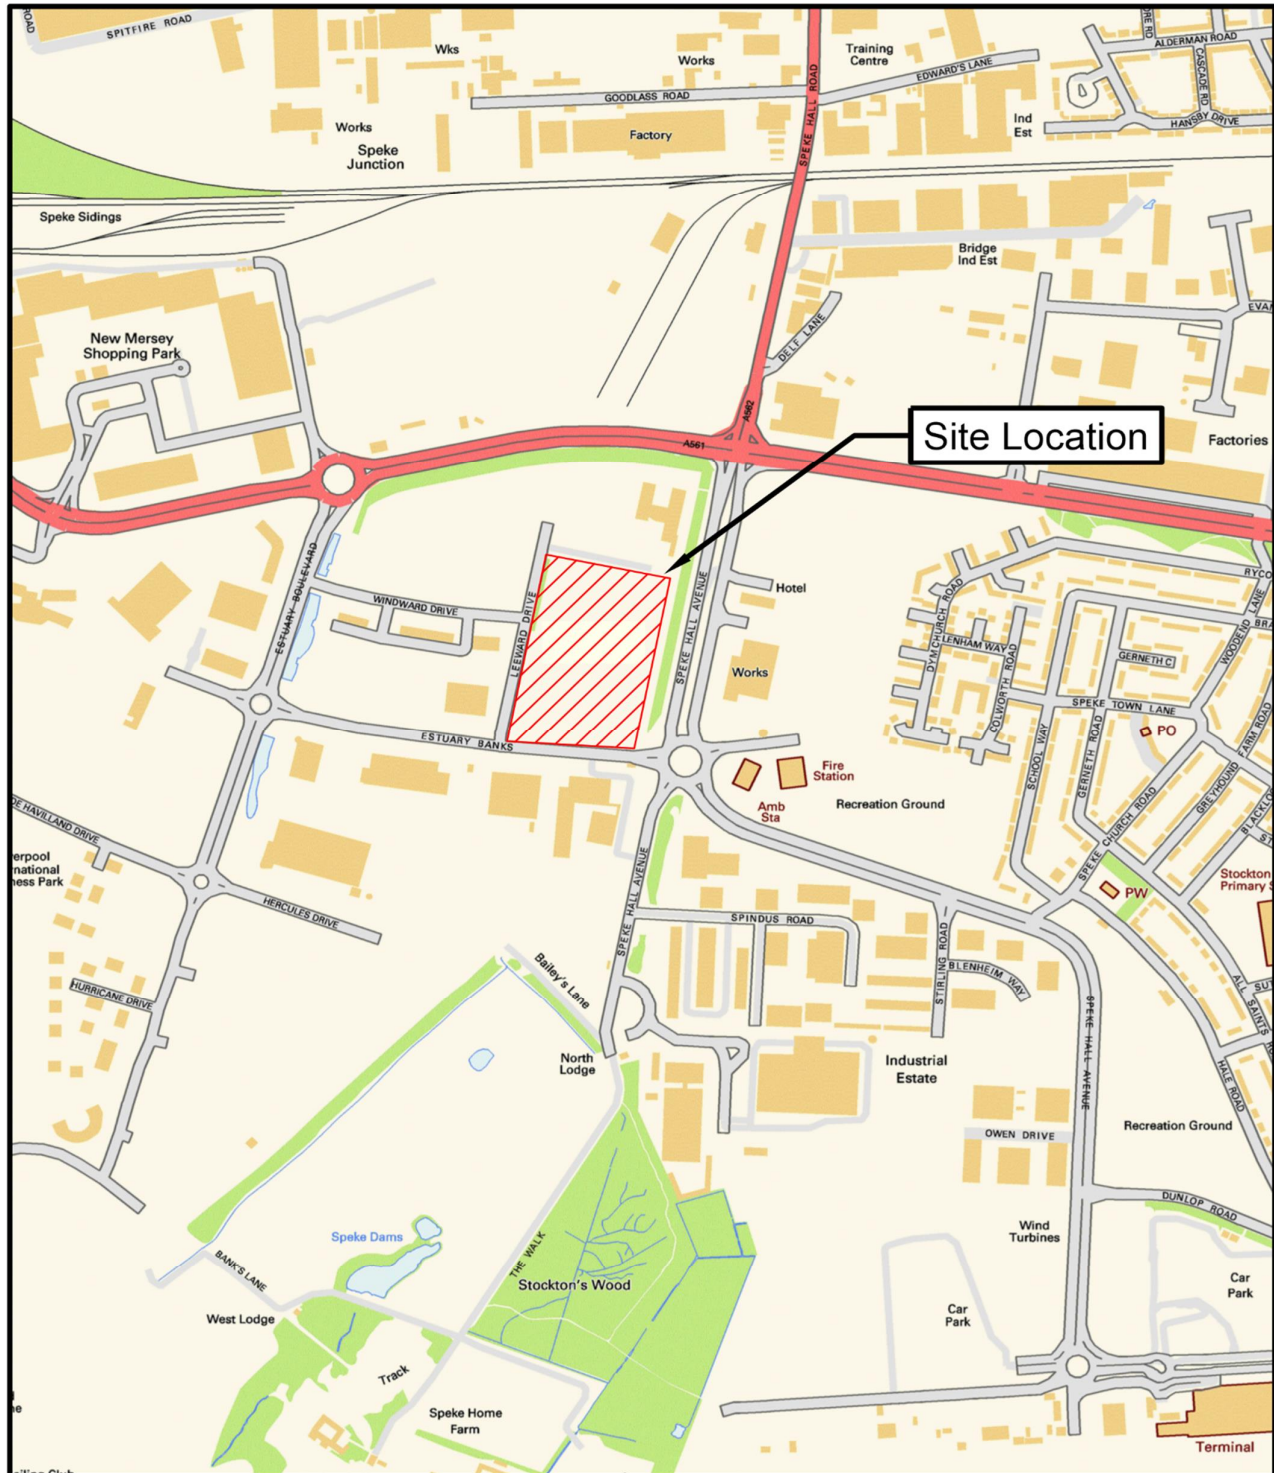 ROAD
SPITFIRE ROAD
Wks
Works
Training
Centre
EDWARD'S LANE
ALDERMAN ROAD
CASCADE RD
HANSBY DRIVE
GOODLASS ROAD
SPEKE HALL ROAD
Works
Speke
Junction
Factory
Ind
Est
Speke Sidings
Bridge
Ind Est
New Mersey
Shopping Park
DELF LANE
A562
A561
Site Location
Factories
ESTUARY BOULEVARD
WINDWARD DRIVE
LEEWARD DRIVE
SPEKE HALL AVENUE
Hotel
Works
DYMCHURCH ROAD
LENHAM WAY
COLWORTH ROAD
GERNETH C
WOODEND LANE
SPEKE TOWN LANE
SCHOOL WAY
GERNETH ROAD
PO
GREYHOUND FARM ROAD
SPEKE CHURCH ROAD
ESTUARY BANKS
Fire
Station
Amb
Sta
Recreation Ground
DE HAVILLAND DRIVE
erpool
rnational
ness Park
HERCULES DRIVE
HURRICANE DRIVE
SPEKE HALL AVENUE
SPINDUS ROAD
STIRLING ROAD
BLENHEIM WAY
PW
Stockton
Primary S
ALL SAINTS
HALE ROAD
Bailey's Lane
North
Lodge
Industrial
Estate
SPEKE HALL AVENUE
OWEN DRIVE
Recreation Ground
DUNLOP ROAD
Wind
Turbines
Speke Dams
BANK'S LANE
THE WALK
Stockton's Wood
West Lodge
Track
Car
Park
Car
Park
Speke Home
Farm
Terminal